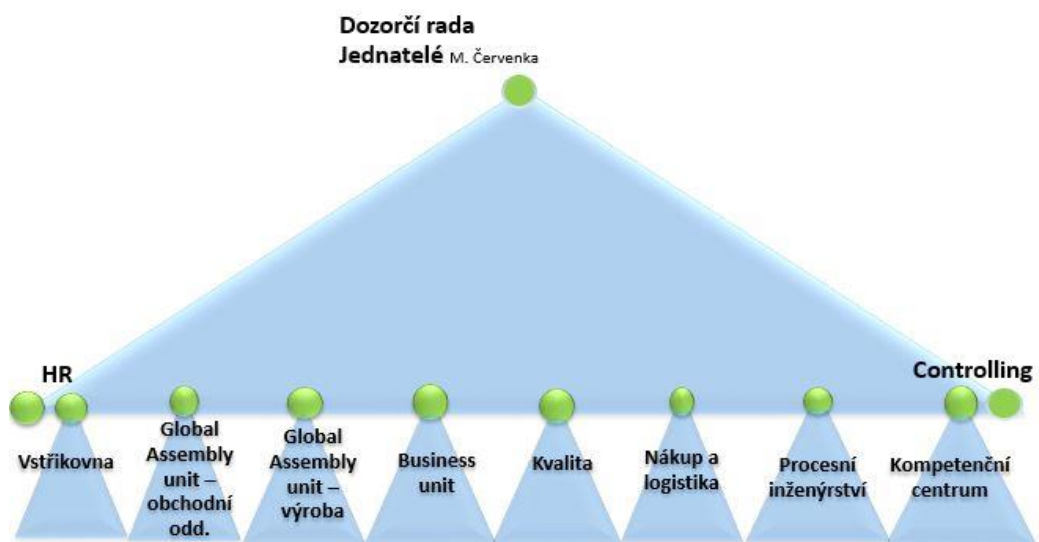 Dozorčí rada
Jednatelé M. Červenka
HR
Controlling
Vstřikovna
Global
Assembly
unit –
obchodní
odd.
Global
Assembly
unit –
výroba
Business
unit
Kvalita
Nákup a
logistika
Procesní
inženýrství
Kompetenční
centrum